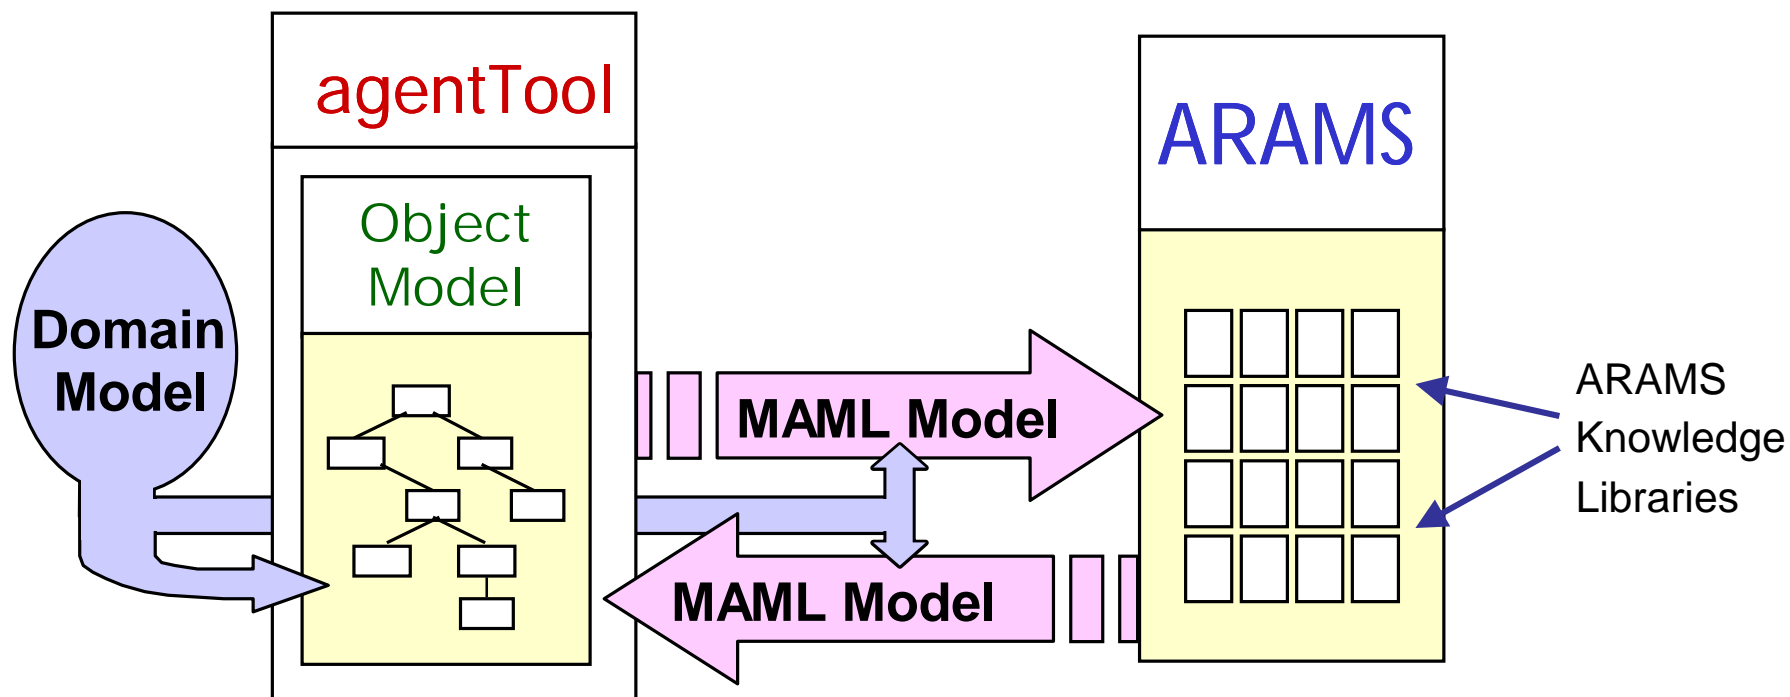 agentTool
ARAMS
Object
Model
Domain
Model
MAML Model
MAML Model
ARAMS
Knowledge
Libraries